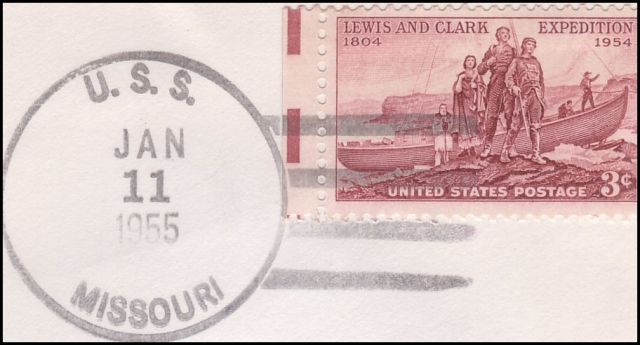 U.S.S.
JAN
11
1955
MISSOURI
LEWIS AND CLARK EXPEDITION
1804 1954
UNITED STATES POSTAGE 3¢